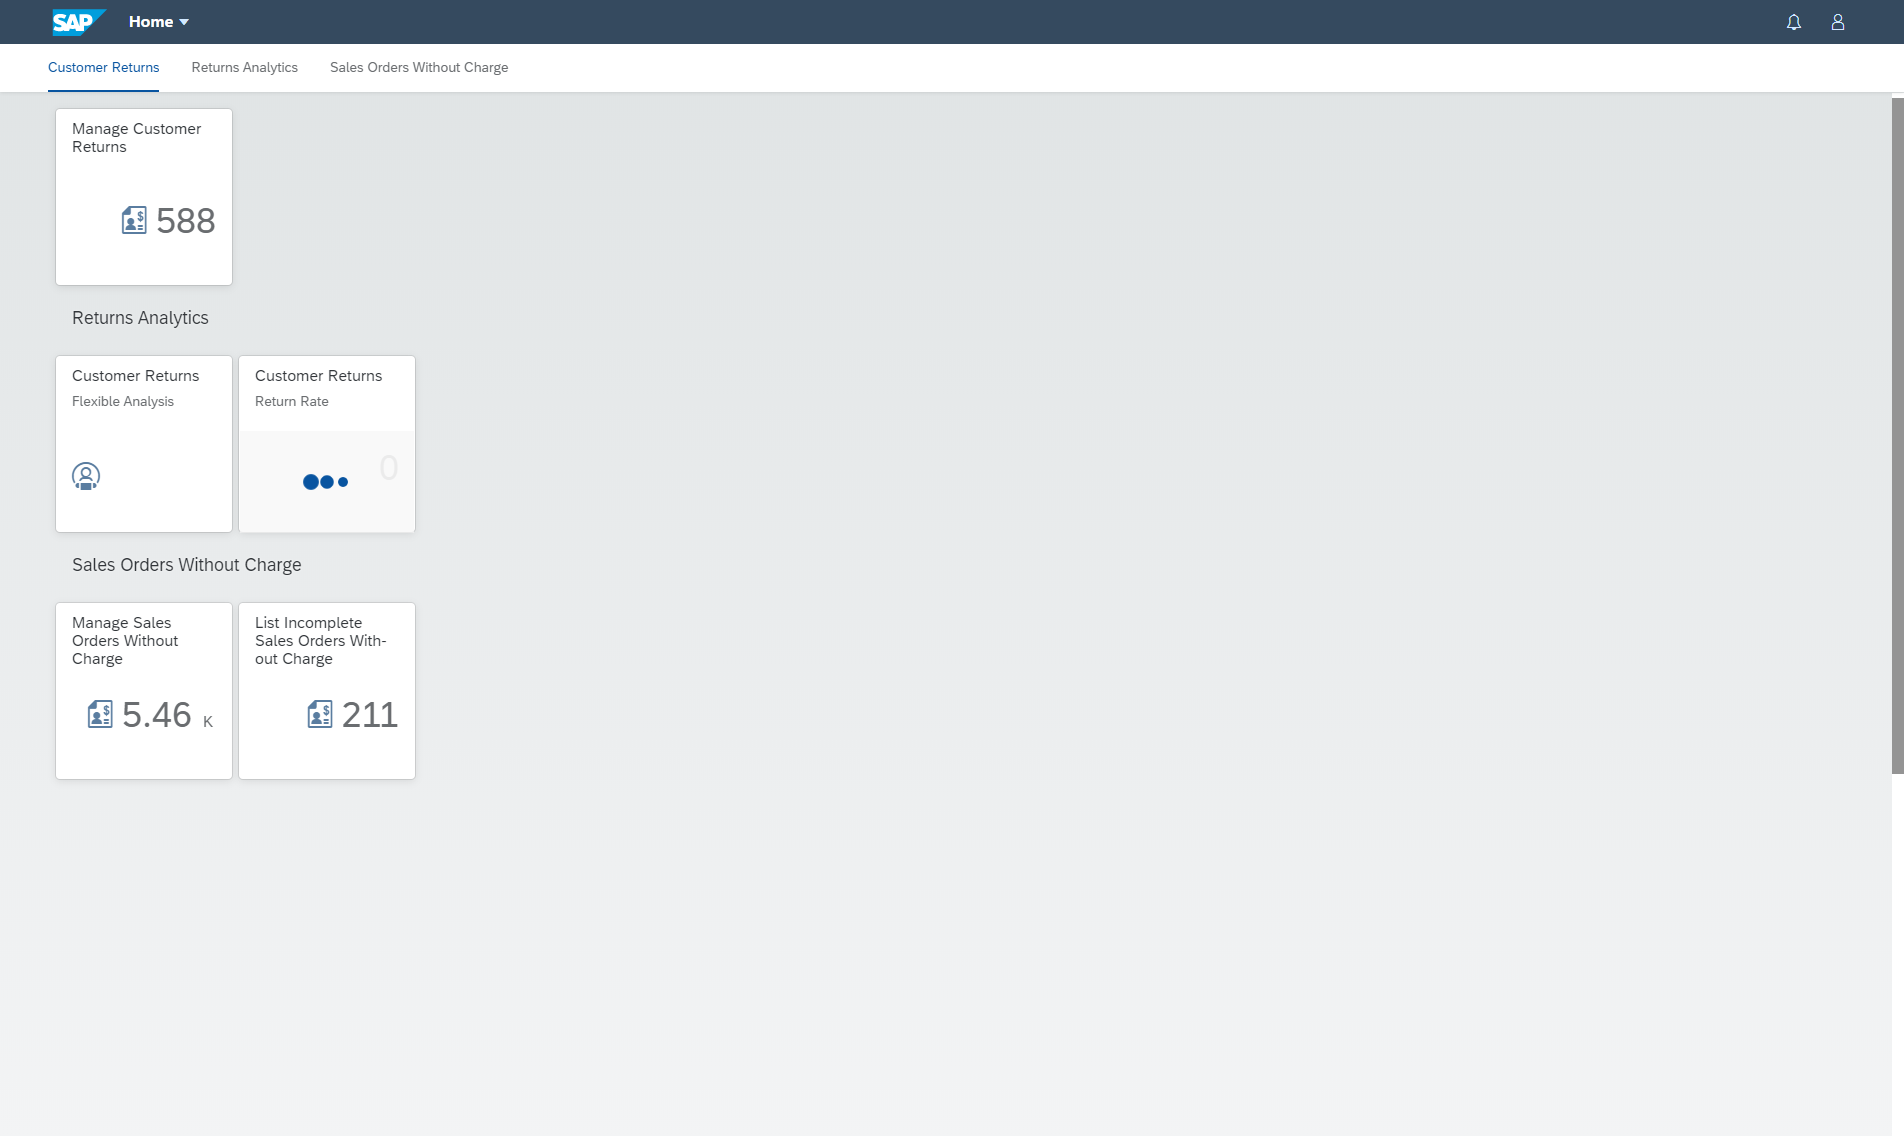 SAP Home
Customer Returns Returns Analytics Sales Orders Without Charge
Manage Customer
Returns
588
Returns Analytics
Customer Returns
Flexible Analysis
Customer Returns
Return Rate
0
Sales Orders Without Charge
Manage Sales
Orders Without
Charge
5.46 K
List Incomplete
Sales Orders With-
out Charge
211